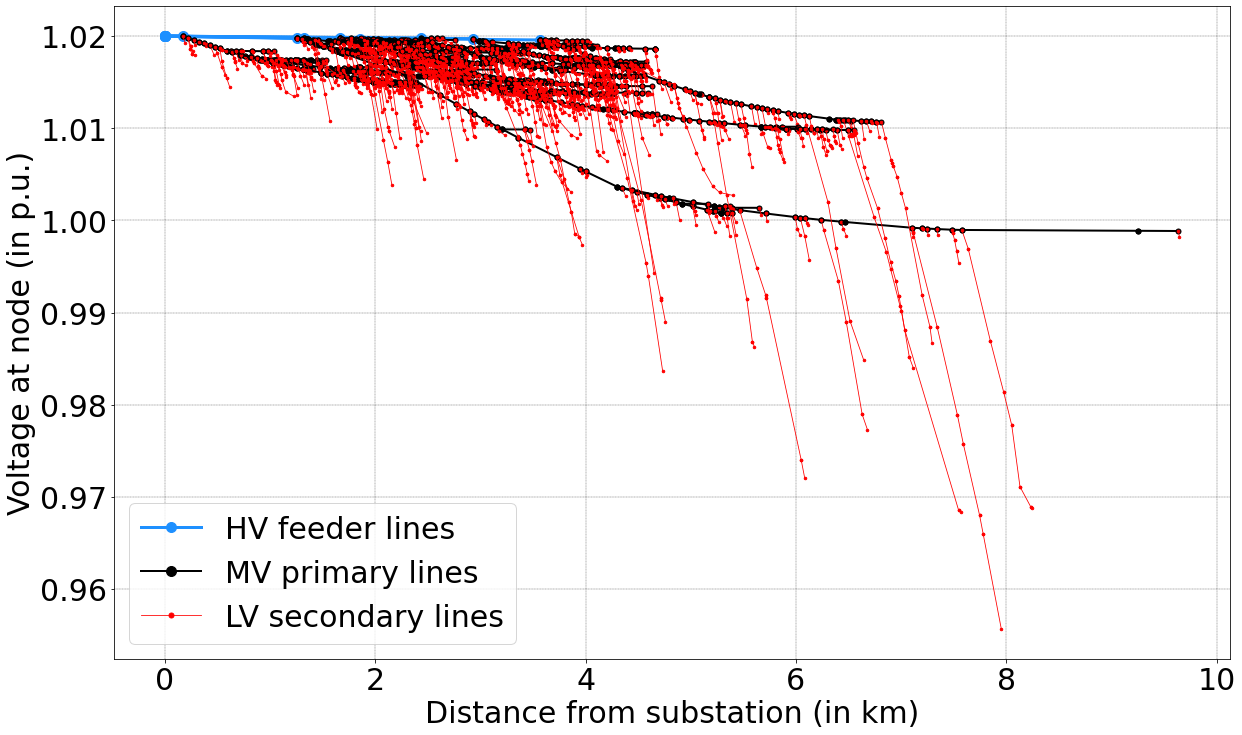 1.02
1.01
1.00
0.99
0.98
0.97
0.96
Voltage at node (in p.u.)
HV feeder lines
MV primary lines
LV secondary lines
0 2 4 6 8 10
Distance from substation (in km)